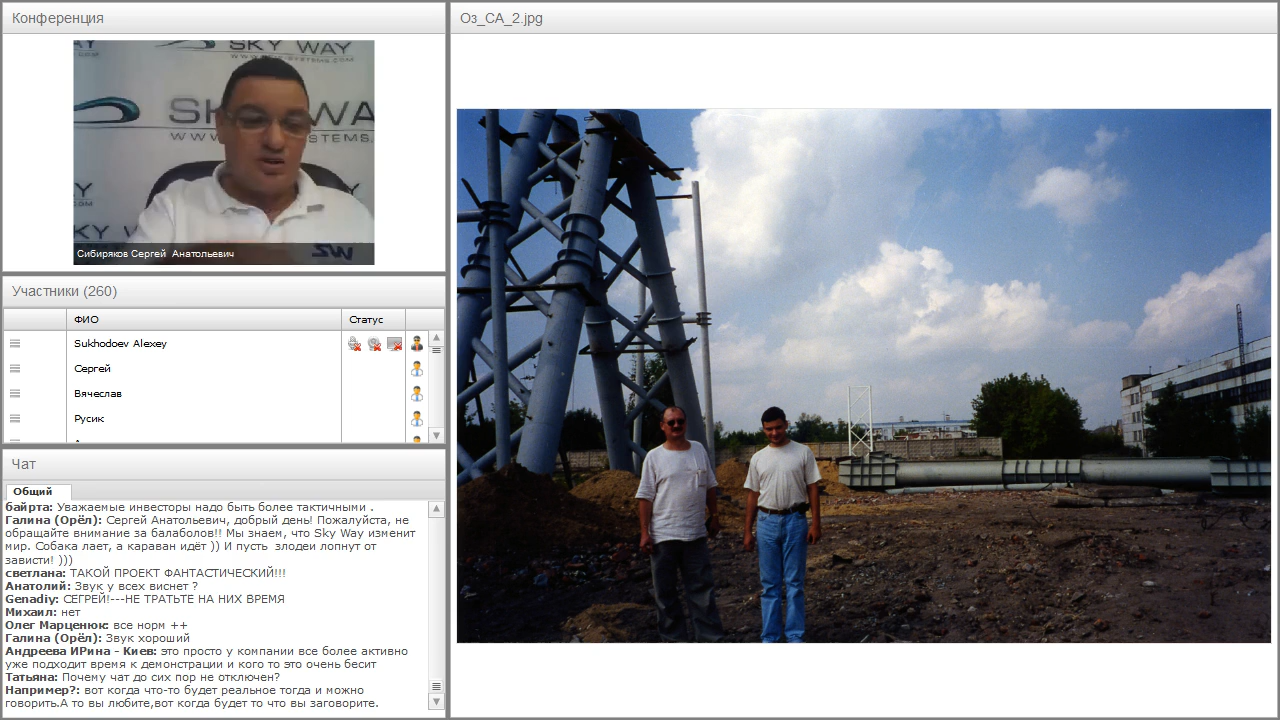 Конференция
SKY WAY
SKY WAY
Сибиряков Сергей Анатольевич
SW
Участники (260)
ФИО
Статус
Sukhodoev Alexey
Сергей
Вячеслав
Русик
Чат
Общий
байрта: Уважаемые инвесторы надо быть более тактичными .
Галина (Орёл): Сергей Анатольевич, добрый день! Пожалуйста, не
обращайте внимание за балаболов!! Мы знаем, что Sky Way изменит
мир. Собака лает, а караван идёт )) И пусть злодеи лопнут от
зависти! )))
светлана: ТАКОЙ ПРОЕКТ ФАНТАСТИЧЕСКИЙ!!!
Анатолий: Звук у всех виснет ?
Genadiy: СЕГРЕЙ!---НЕ ТРАТЬТЕ НА НИХ ВРЕМЯ
Михаил: нет
Олег Марценюк: все норм ++
Галина (Орёл): Звук хороший
Андреева ИРина - Киев: это просто у компании все более активно
уже подходит время к демонстрации и кого то это очень бесит
Татьяна: Почему чат до сих пор не отключен?
Например?: вот когда что-то будет реальное тогда и можно
говорить.А то вы любите,вот когда будет то что вы заговорите.
Оз_СА_2.jpg